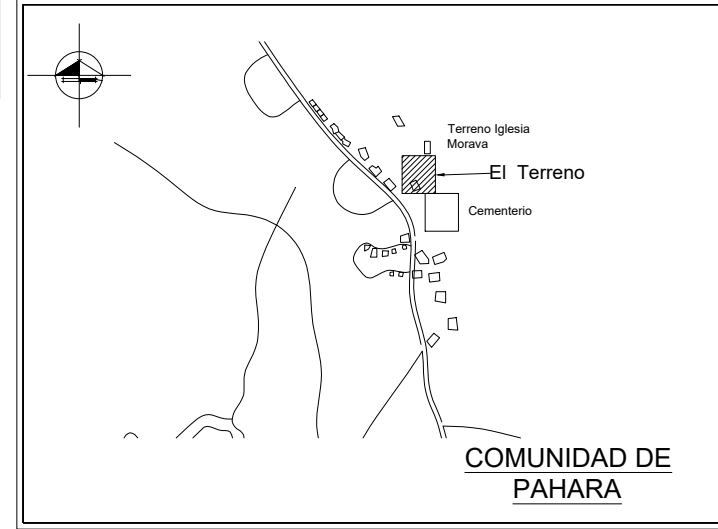 Terreno Iglesia
Morava
El Terreno
Cementerio
COMUNIDAD DE
PAHARA